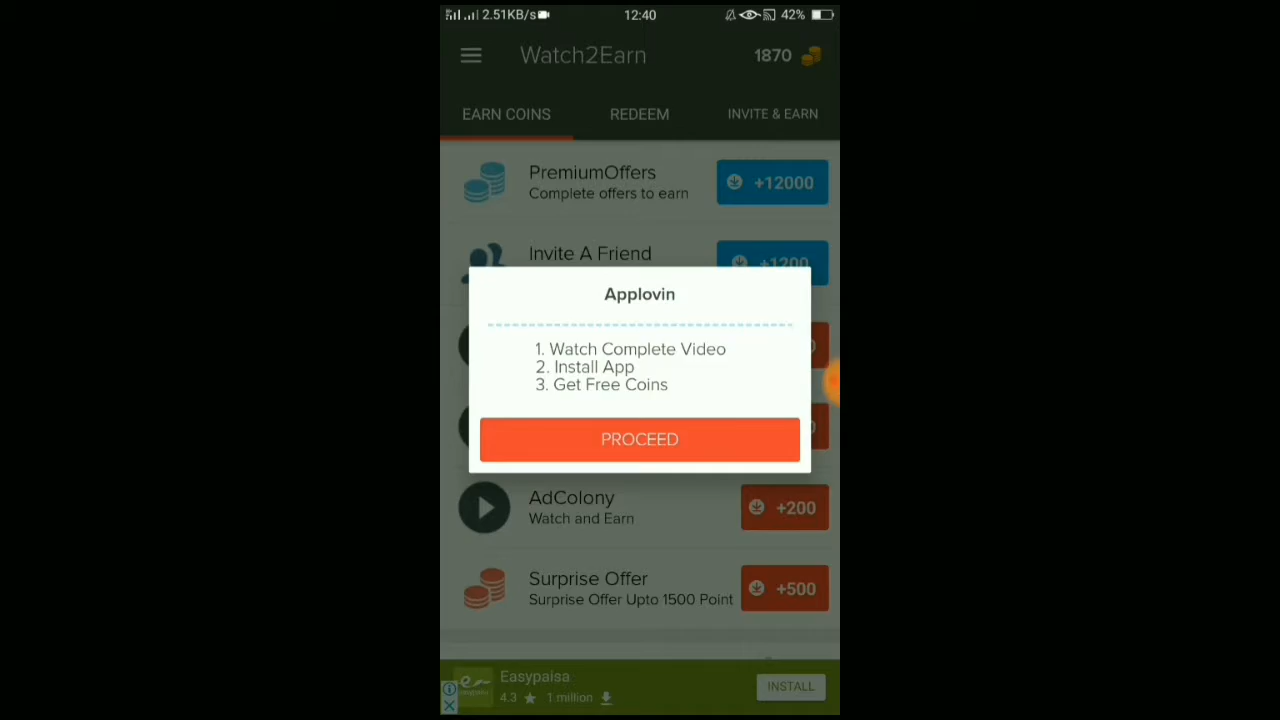 2.51KB/s 12:40 42%
Watch2Earn 1870
EARN COINS REDEEM INVITE & EARN
PremiumOffers
Complete offers to earn
+12000
Invite A Friend
+1200
Applovin
1. Watch Complete Video
2. Install App
3. Get Free Coins
PROCEED
AdColony
Watch and Earn
+200
Surprise Offer
Surprise Offer Upto 1500 Point
+500
Easypaisa
4.3 ★ 1 million
INSTALL